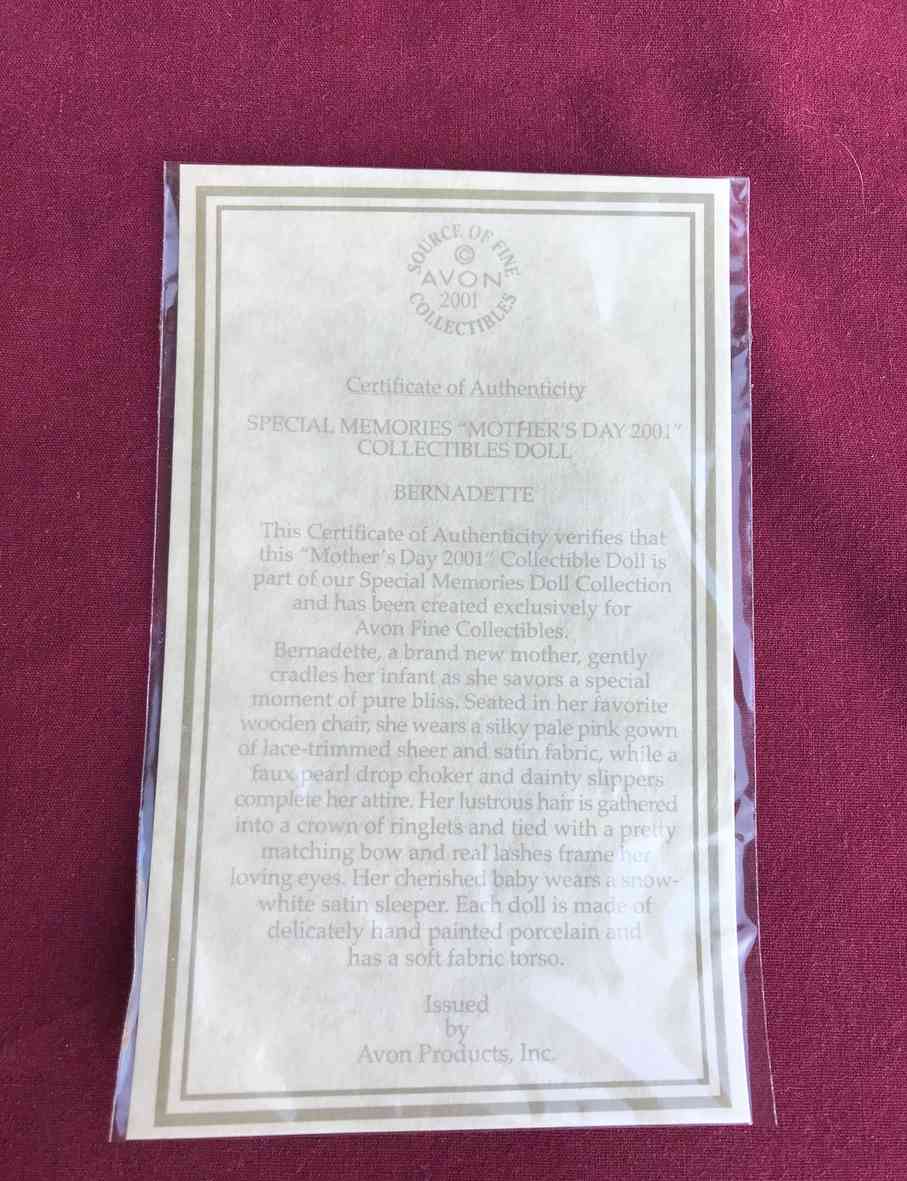 SOURCE OF FINE
©
AVON
2001
COLLECTIBLES
Certificate of Authenticity
SPECIAL MEMORIES "MOTHER'S DAY 2001"
COLLECTIBLES DOLL
BERNADETTE
This Certificate of Authenticity verifies that
this "Mother's Day 2001" Collectible Doll is
part of our Special Memories Doll Collection
and has been created exclusively for
Avon Fine Collectibles.
Bernadette, a brand new mother, gently
cradles her infant as she savors a special
moment of pure bliss. Seated in her favorite
wooden chair, she wears a silky pale pink gown
of lace-trimmed sheer and satin fabric, while a
faux pearl drop choker and dainty slippers
complete her attire. Her lustrous hair is gathered
into a crown of ringlets and tied with a pretty
matching bow and real lashes frame her
loving eyes. Her cherished baby wears a snow-
white satin sleeper. Each doll is made of
delicately hand painted porcelain and
has a soft fabric torso.
Issued
by
Avon Products, Inc.